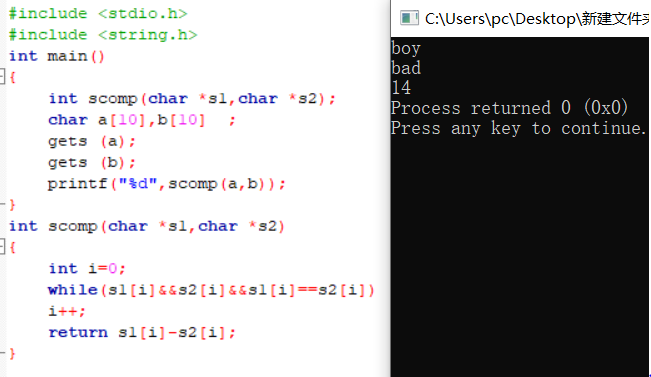 #include <stdio.h>
#include <string.h>
int main()
{
    int scomp(char *s1,char *s2);
    char a[10],b[10]  ;
    gets (a);
    gets (b);
    printf("%d",scomp(a,b));
}
int scomp(char *s1,char *s2)
{
    int i=0;
    while(s1[i]&&s2[i]&&s1[i]==s2[i])
    i++;
    return s1[i]-s2[i];
}
C:\Users\pc\Desktop\新建文件夹
boy
bad
14
Process returned 0 (0x0)
Press any key to continue.